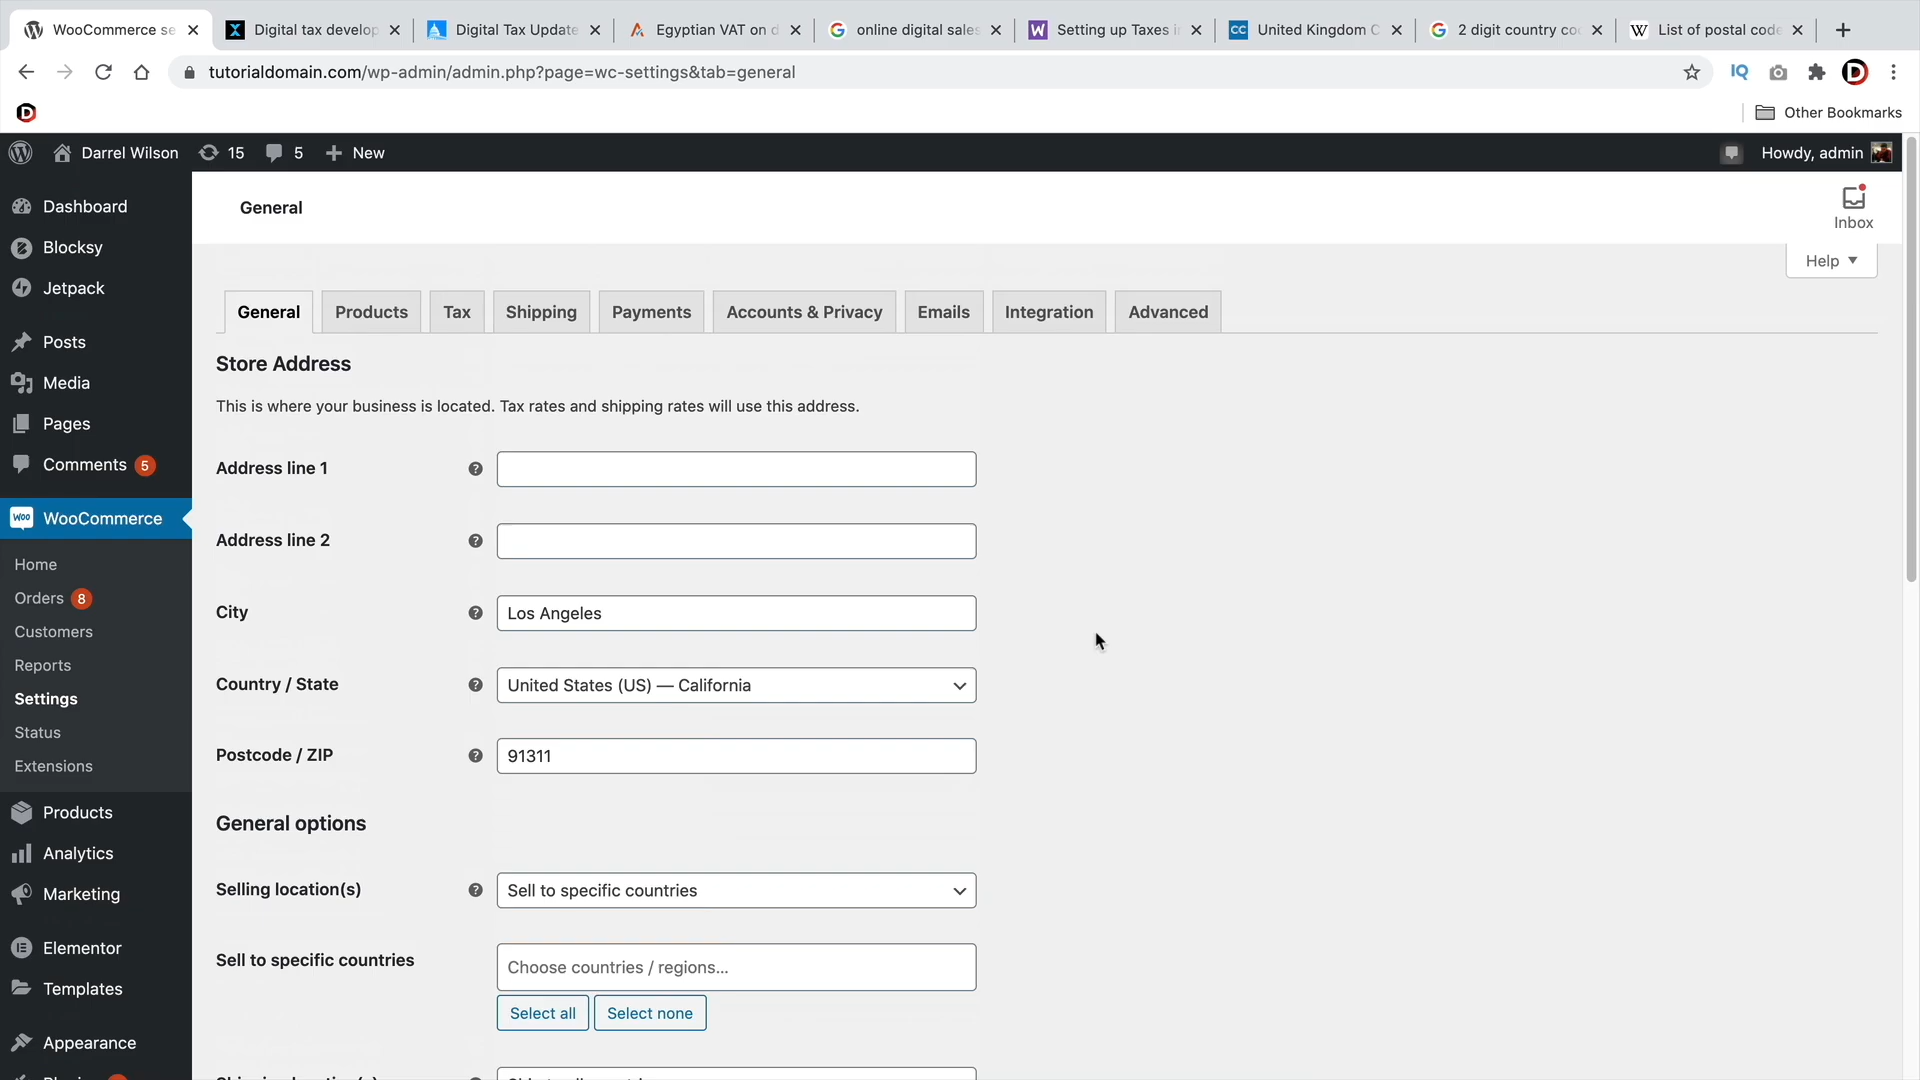 WooCommerce se
Digital tax develop
Digital Tax Update
Egyptian VAT on d
online digital sales
Setting up Taxes i
United Kingdom C
2 digit country co
List of postal code
tutorialdomain.com/wp-admin/admin.php?page=wc-settings&tab=general
Other Bookmarks
Darrel Wilson
15
5
New
Howdy, admin
Dashboard
Blocksy
Jetpack
Posts
Media
Pages
Comments 5
WooCommerce
Home
Orders 8
Customers
Reports
Settings
Status
Extensions
Products
Analytics
Marketing
Elementor
Templates
Appearance
General
Inbox
Help
General
Products
Tax
Shipping
Payments
Accounts & Privacy
Emails
Integration
Advanced
Store Address
This is where your business is located. Tax rates and shipping rates will use this address.
Address line 1
Address line 2
City
Los Angeles
Country / State
United States (US) — California
Postcode / ZIP
91311
General options
Selling location(s)
Sell to specific countries
Sell to specific countries
Choose countries / regions...
Select all
Select none